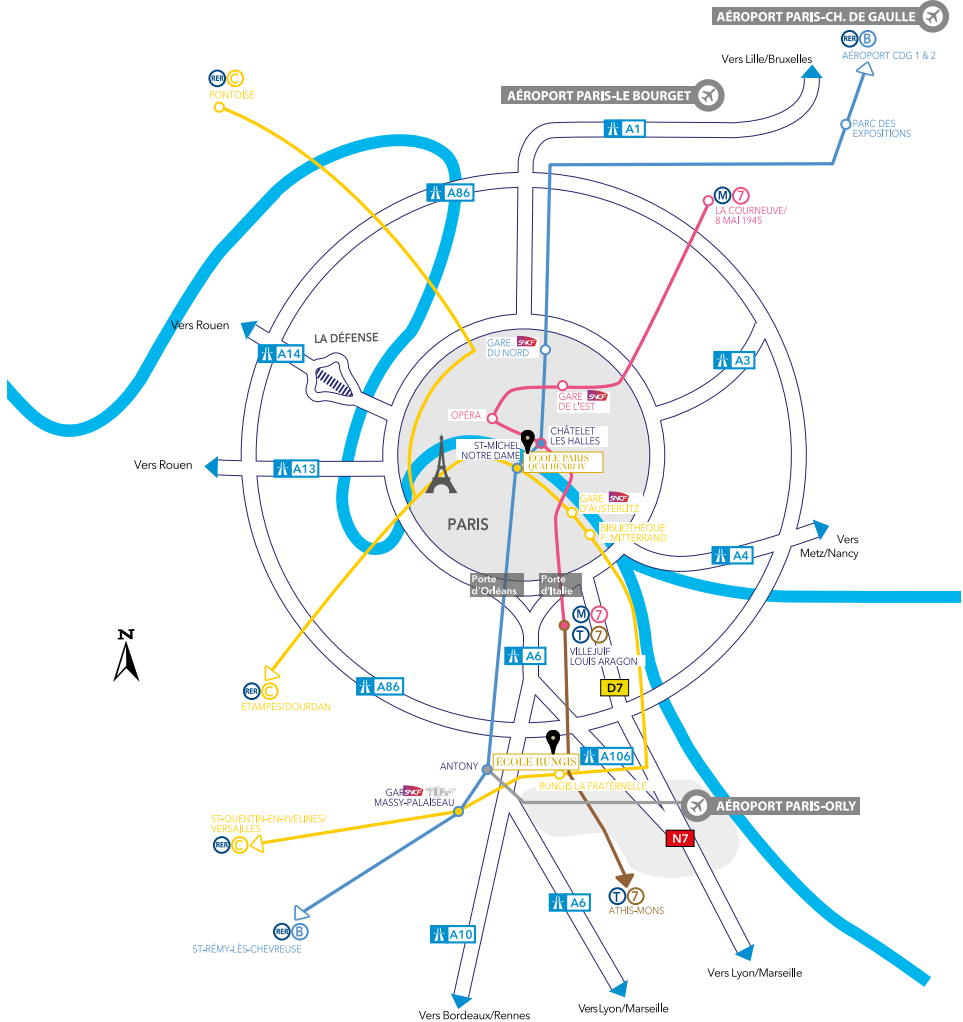 AÉROPORT PARIS-CH. DE GAULLE
RER B
AÉROPORT CDG 1 & 2
Vers Lille/Bruxelles
RER C
PONTOISE
AÉROPORT PARIS-LE BOURGET
A1
PARC DES
EXPOSITIONS
A86
M 7
LA COURNEUVE/
8 MAI 1945
Vers Rouen
A14
LA DÉFENSE
GARE SNCF
DU NORD
A3
GARE SNCF
DE L'EST
OPÉRA
CHÂTELET
LES HALLES
ST-MICHEL
NOTRE DAME
ÉCOLE PARIS
QUAI HENRI IV
Vers Rouen
A13
GARE SNCF
D'AUSTERLITZ
PARIS
BIBLIOTHÈQUE
F. MITTERRAND
Vers
Metz/Nancy
A4
Porte
d'Orléans
Porte
d'Italie
M 7
T 7
VILLEJUIF
LOUIS ARAGON
N
A6
D7
RER C
ETAMPES/DOURDAN
A86
ÉCOLE RUNGIS
A106
ANTONY
RUNGIS LA FRATERNELLE
GARE SNCF
MASSY-PALAISEAU
AÉROPORT PARIS-ORLY
ST-QUENTIN-EN-YVELINES/
VERSAILLES
RER C
N7
T 7
ATHIS-MONS
A6
RER B
ST-RÉMY-LÈS-CHEVREUSE
A10
Vers Lyon/Marseille
Vers Lyon/Marseille
Vers Bordeaux/Rennes